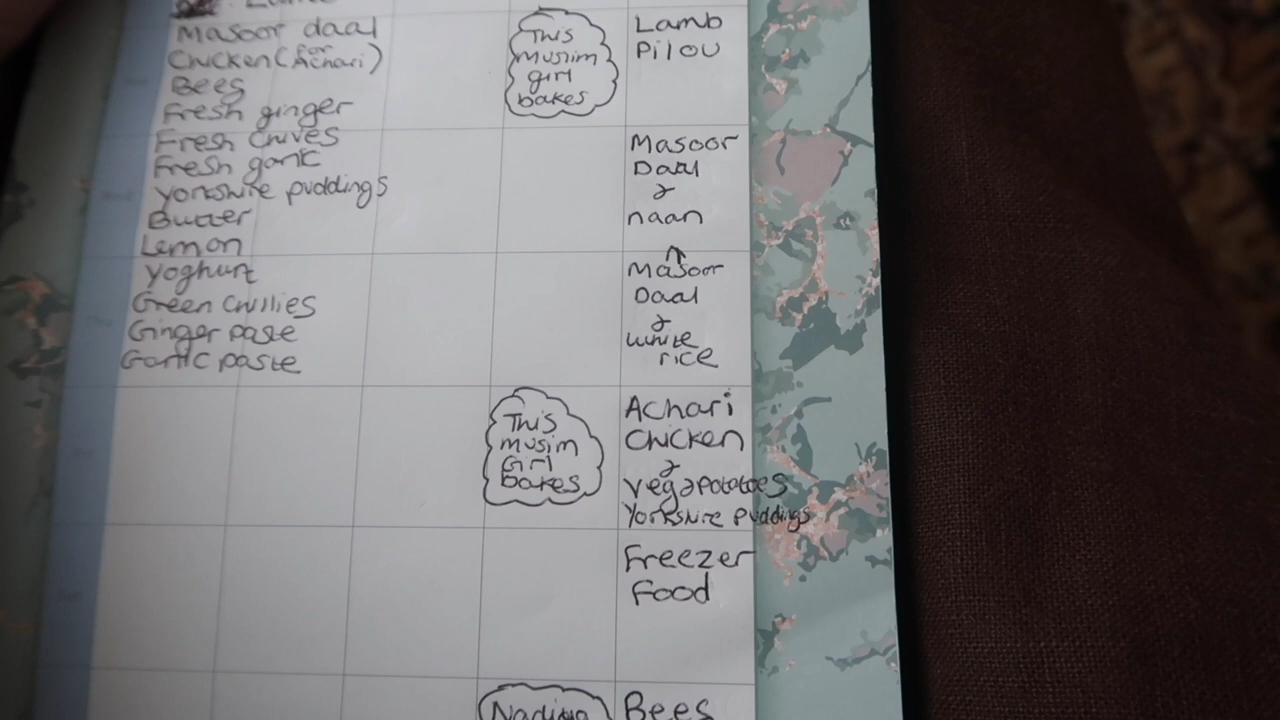 Masoor daal
Chicken (for Achari)
Bees
Fresh ginger
Fresh Chives
Fresh garlic
Yorkshire puddings
Butter
Lemon
Yoghurt
Green Chillies
Ginger paste
Garlic paste
This
Muslim
girl
bakes
Lamb
Pilou
Masoor
Daal
&
naan
Masoor
Daal
&
white
rice
This
musim
Girl
bakes
Achari
Chicken
&
veg & potatoes
Yorkshire puddings
Freezer
Food
Nadiya
Bees